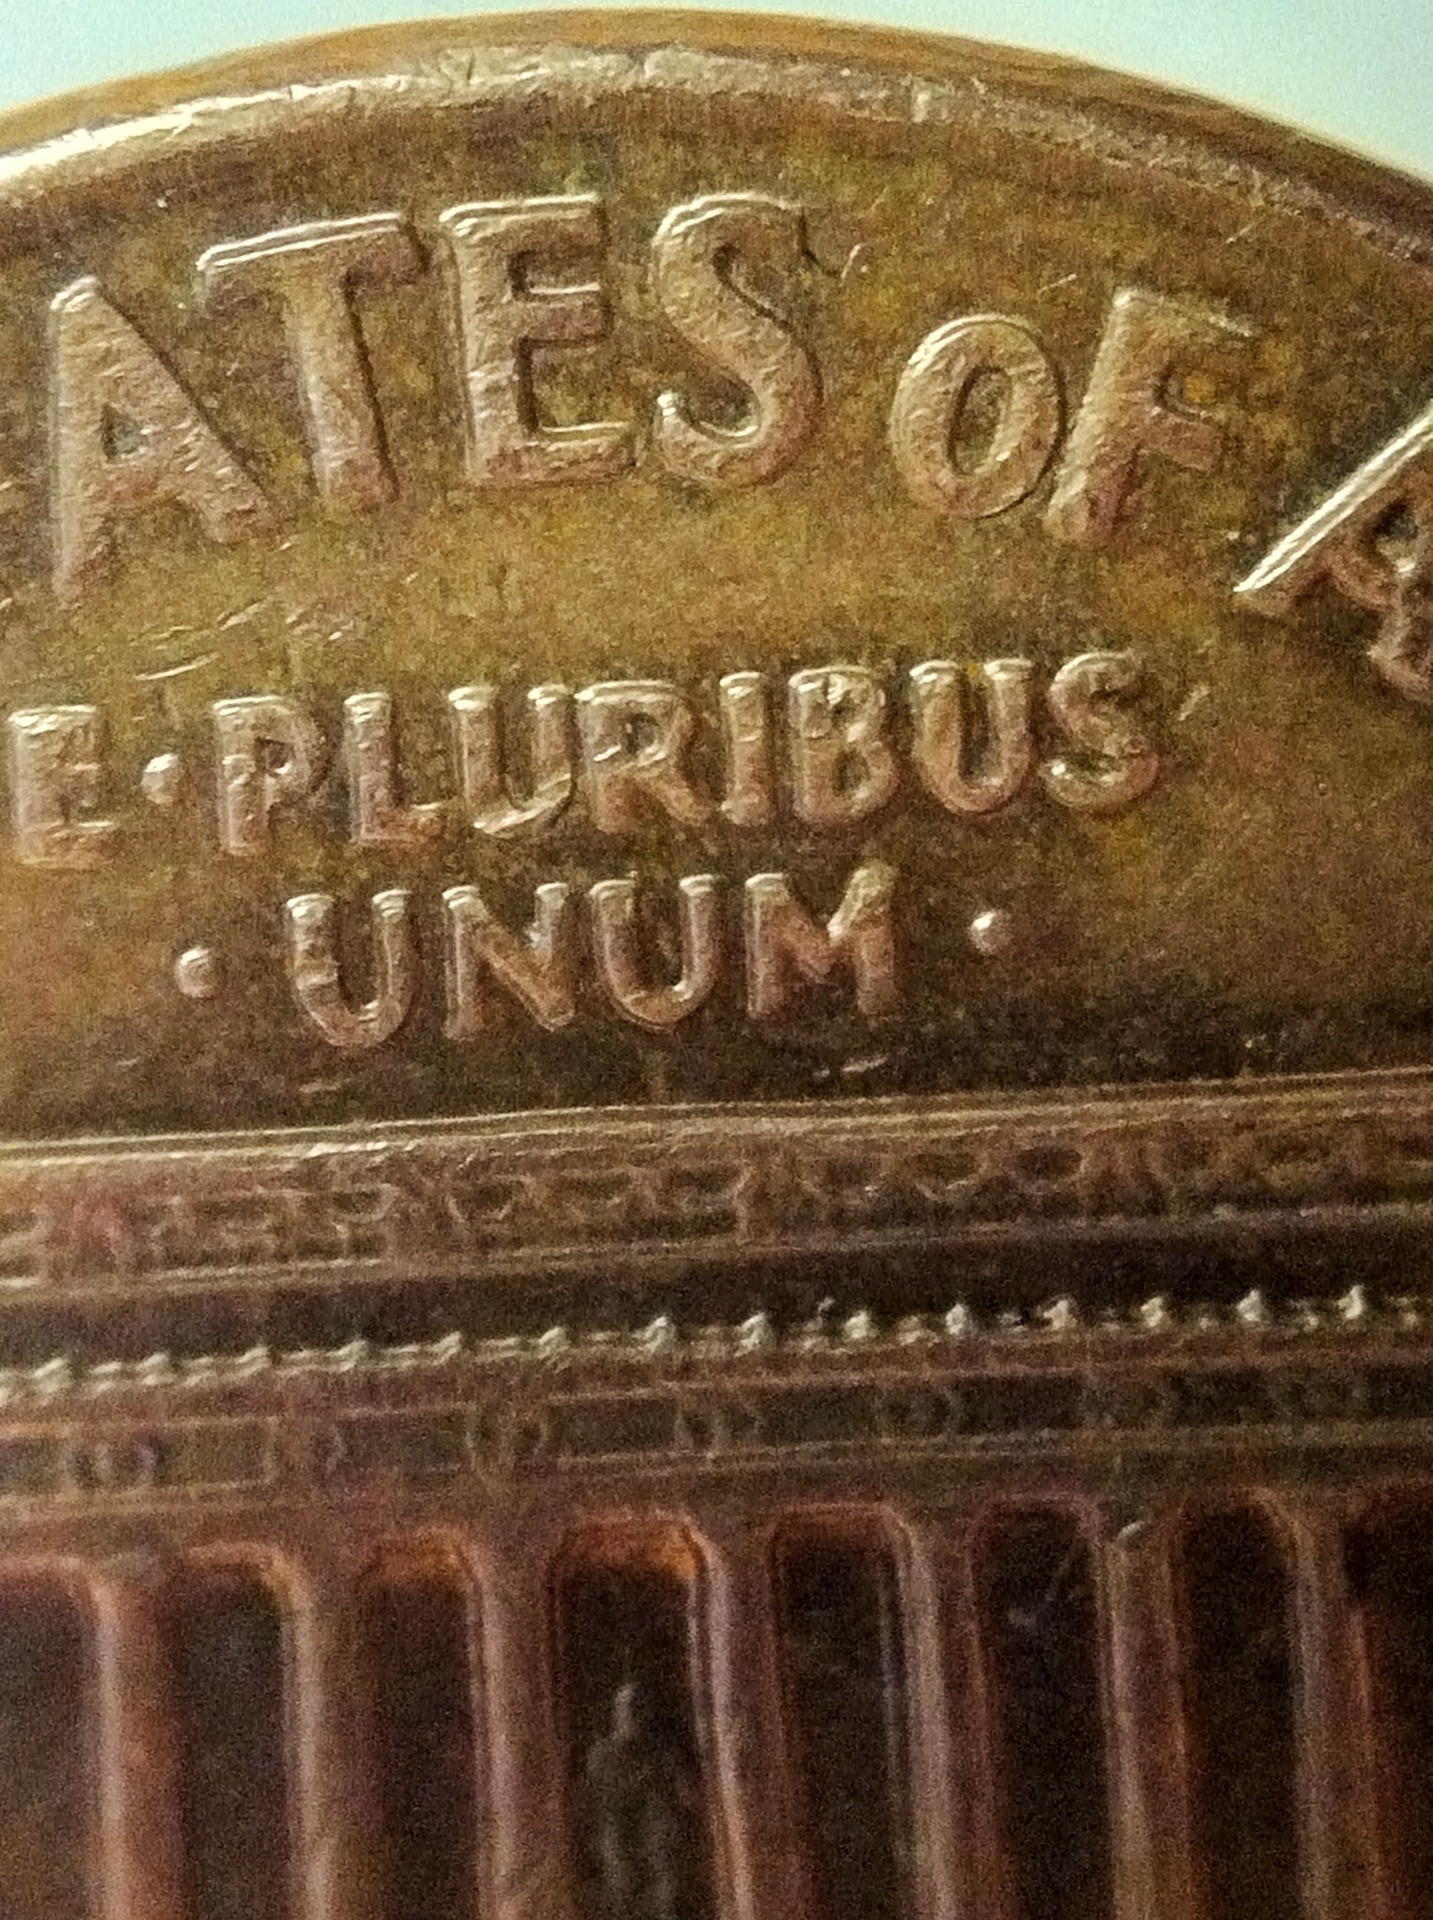 ATES OF A
E·PLURIBUS
·UNUM·